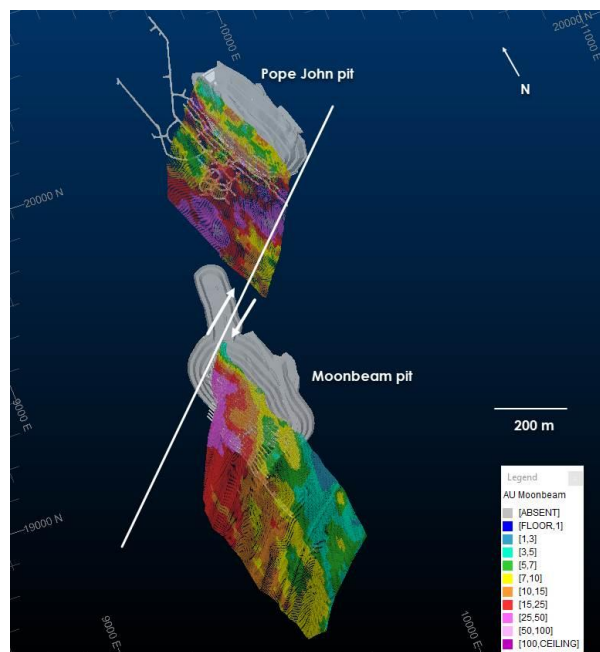 10000 E
20000 N
11000 E
Pope John pit
N
20000 N
Moonbeam pit
9000 E
200 m
19000 N
9000 E
10000 E
Legend
AU Moonbeam
[ABSENT]
[FLOOR,1]
[1,3]
[3,5]
[5,7]
[7,10]
[10,15]
[15,25]
[25,50]
[50,100]
[100,CEILING]